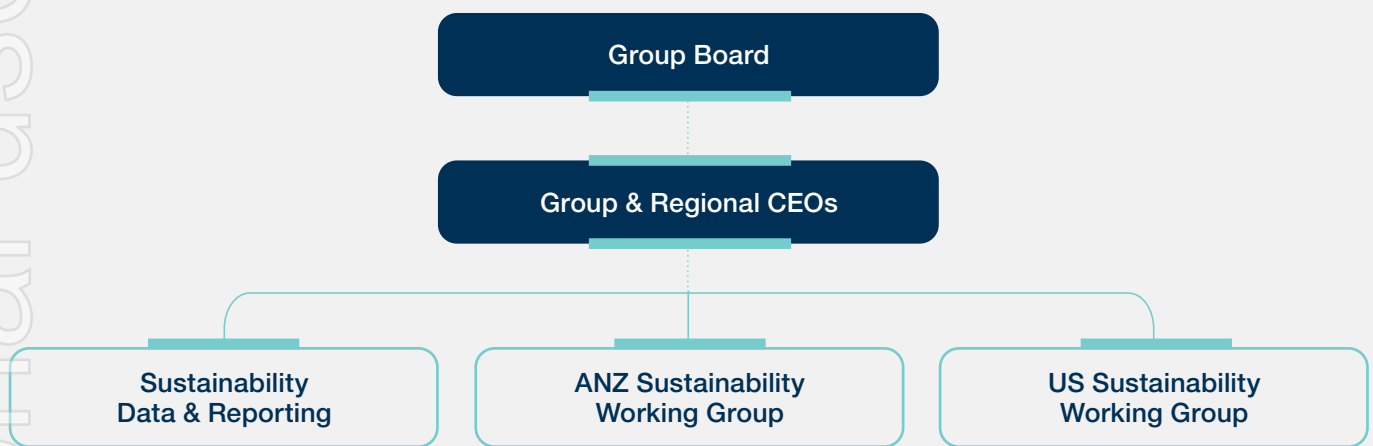 Group Board
Group & Regional CEOs
Sustainability
Data & Reporting
ANZ Sustainability
Working Group
US Sustainability
Working Group